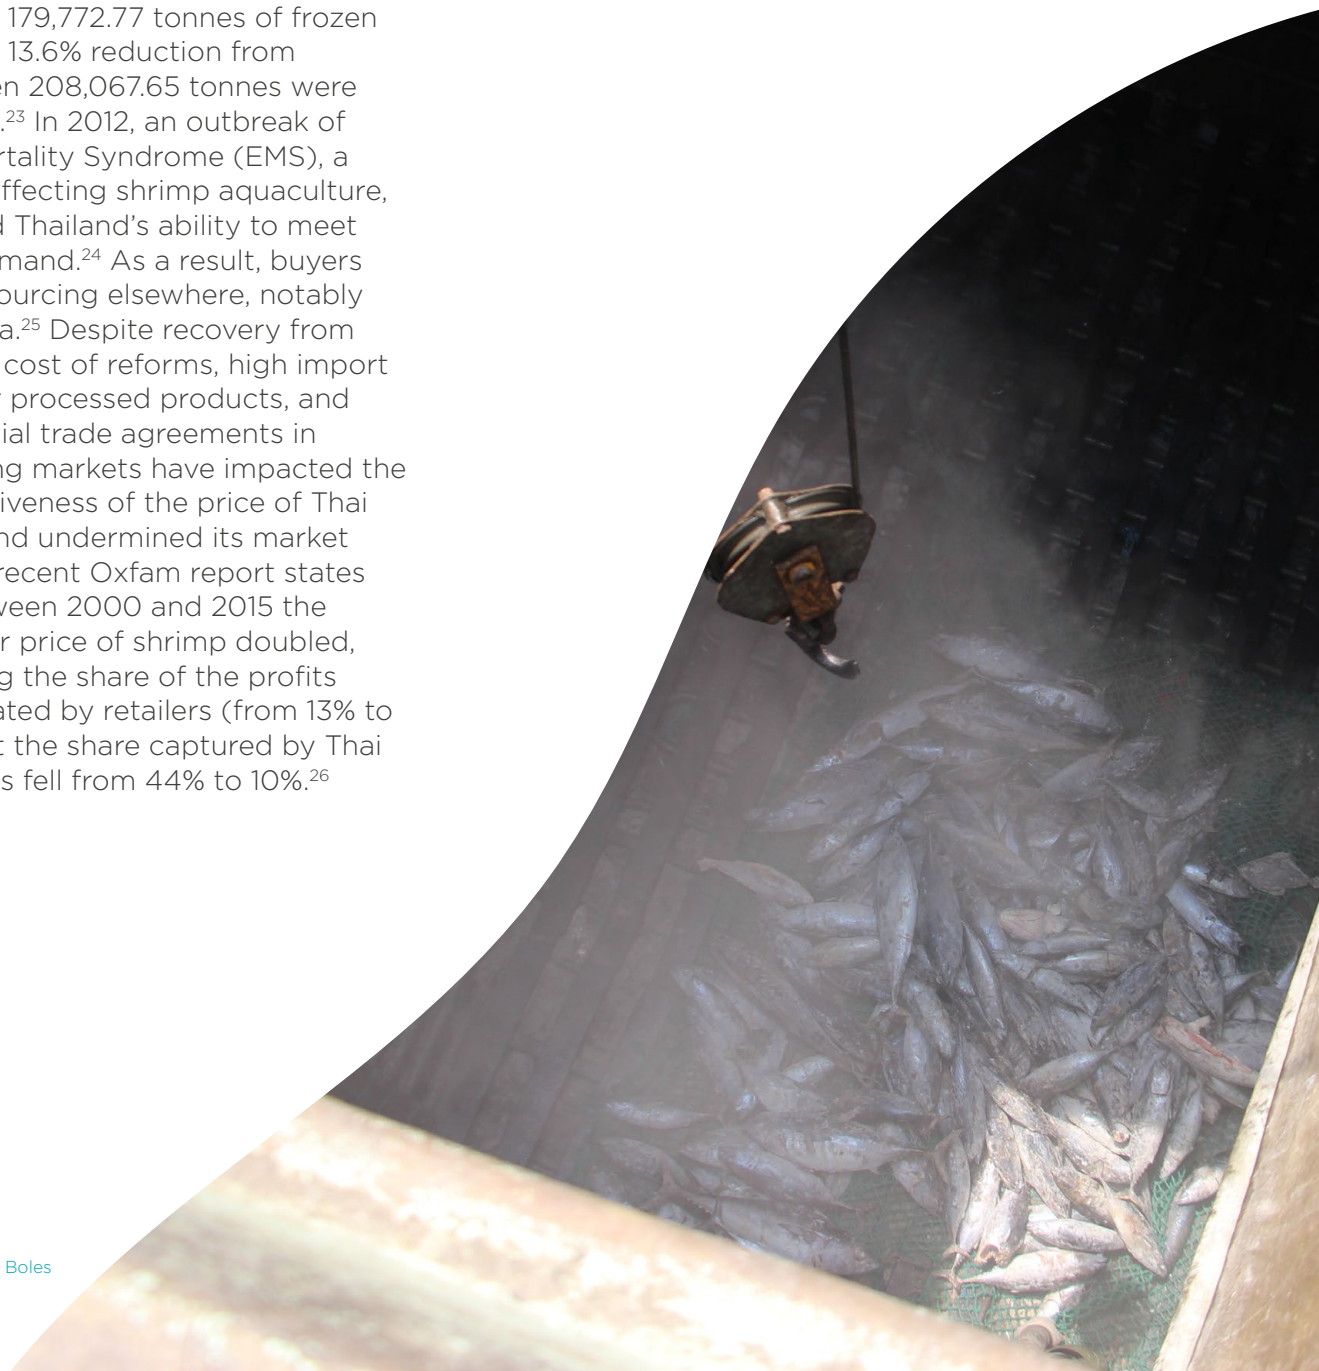 179,772.77 tonnes of frozen
13.6% reduction from
en 208,067.65 tonnes were
.²³ In 2012, an outbreak of
rtality Syndrome (EMS), a
ffecting shrimp aquaculture,
d Thailand’s ability to meet
mand.²⁴ As a result, buyers
ourcing elsewhere, notably
a.²⁵ Despite recovery from
cost of reforms, high import
r processed products, and
ial trade agreements in
ng markets have impacted the
iveness of the price of Thai
nd undermined its market
recent Oxfam report states
ween 2000 and 2015 the
r price of shrimp doubled,
g the share of the profits
ated by retailers (from 13% to
t the share captured by Thai
s fell from 44% to 10%.²⁶
Boles